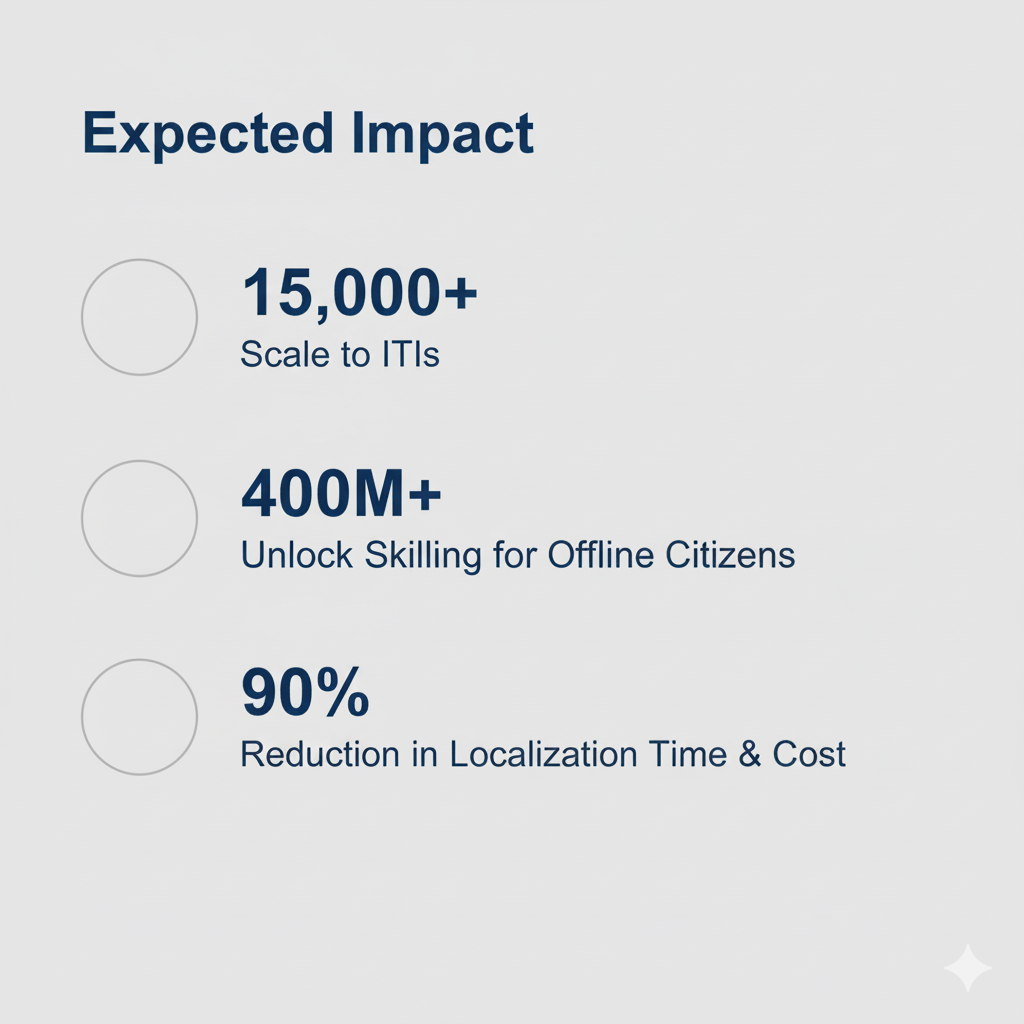 Expected Impact
15,000+
Scale to ITIs
400M+
Unlock Skilling for Offline Citizens
90%
Reduction in Localization Time & Cost